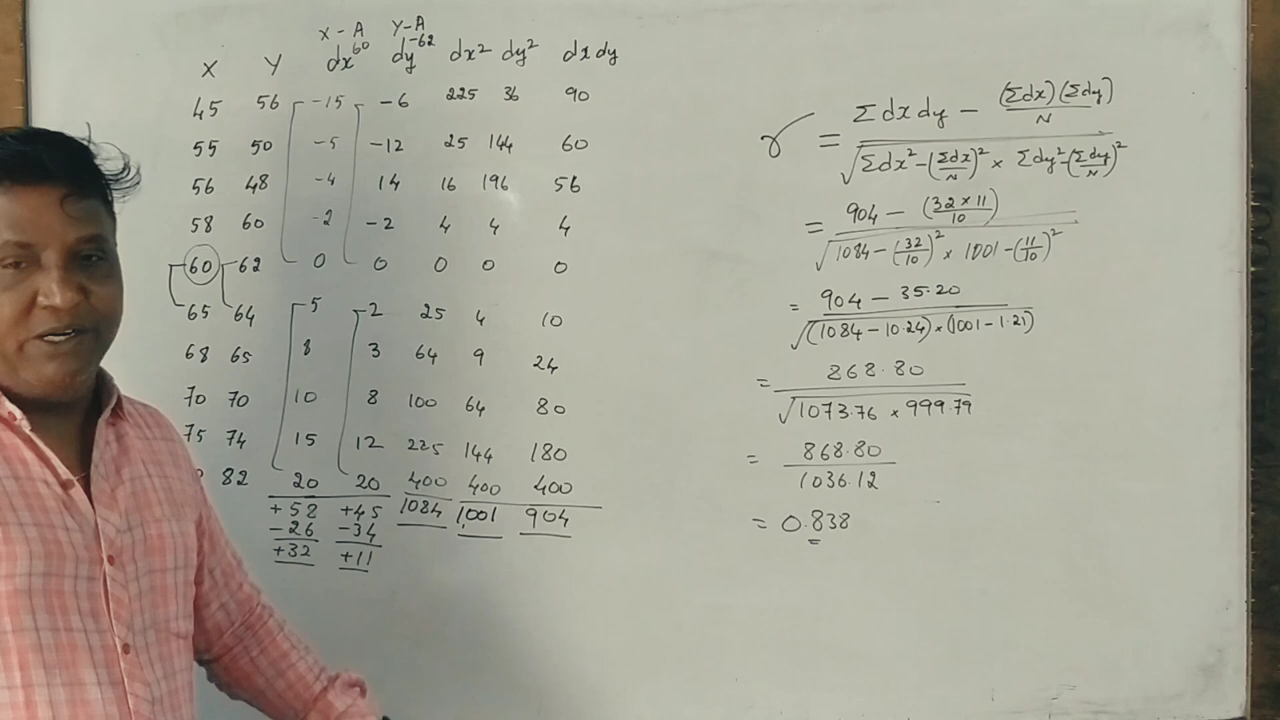 X - A Y - A
X Y dx 60 dy -62 dx² dy² dx dy
45 56 -15 -6 225 36 90
55 50 -5 -12 25 144 60
56 48 -4 14 16 196 56
58 60 -2 -2 4 4 4
60 62 0 0 0 0 0
65 64 5 2 25 4 10
68 65 8 3 64 9 24
70 70 10 8 100 64 80
75 74 15 12 225 144 180
82 20 20 400 400 400
+58 +45 1084 1001 904
-26 -34
+32 +11
r = Σdxdy - (Σdx)(Σdy)/N / √Σdx² - (Σdx/N)² × Σdy² - (Σdy/N)²
= 904 - (32 × 11 / 10) / √1084 - (32/10)² × 1001 - (11/10)²
= 904 - 35.20 / √(1084 - 10.24) × (1001 - 1.21)
= 868.80 / √1073.76 × 999.79
= 868.80 / 1036.12
= 0.838